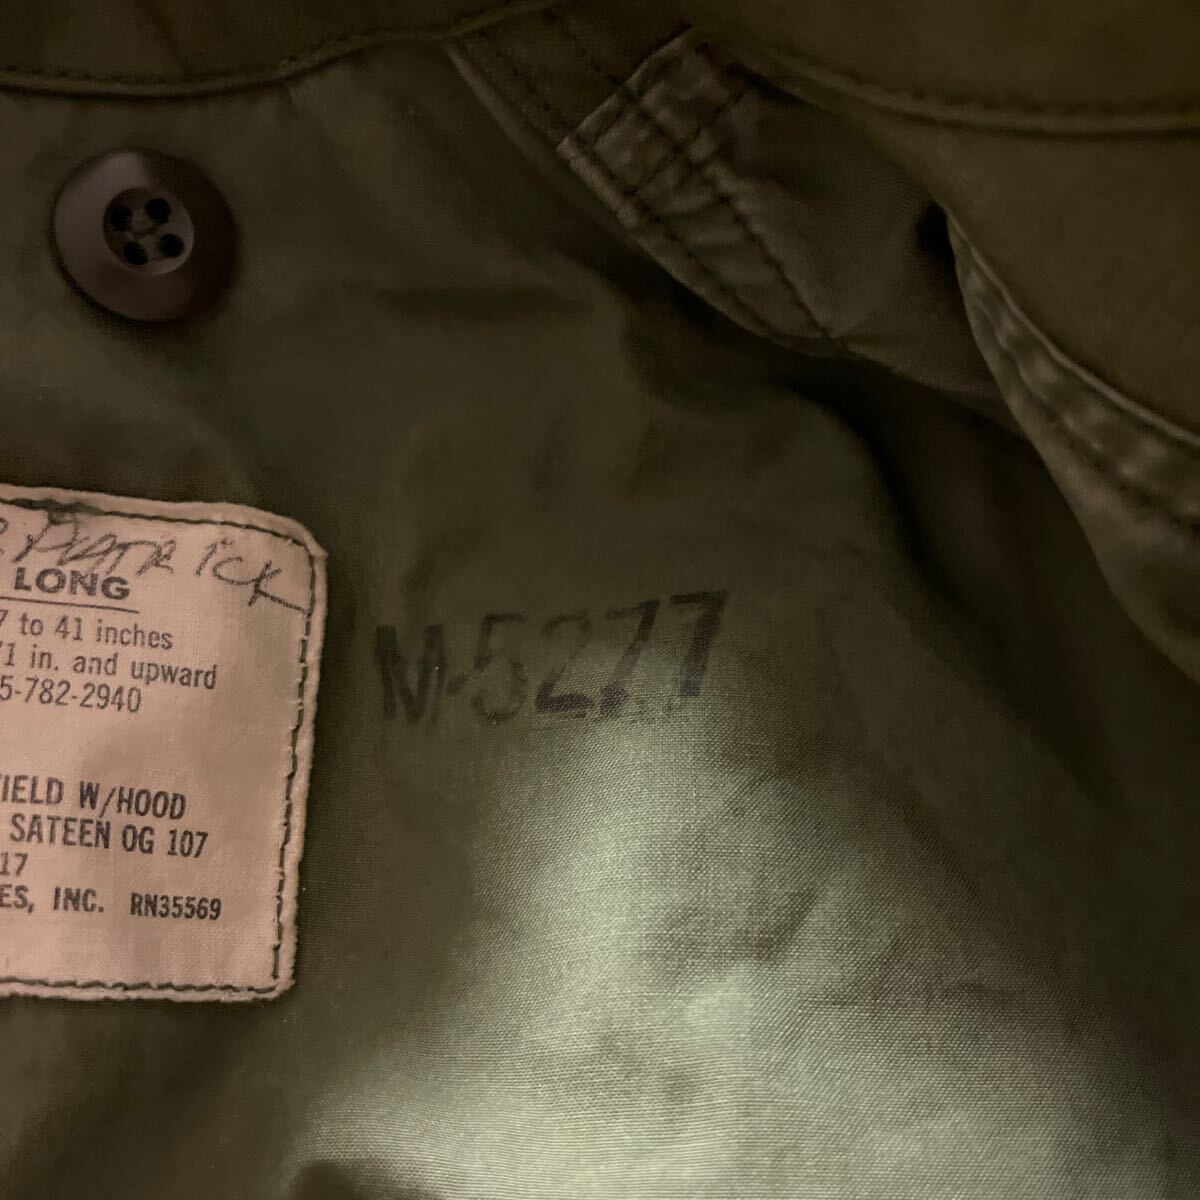 PATRICK
LONG
7 to 41 inches
71 in. and upward
5-782-2940
M-5277
FIELD W/HOOD
SATEEN OG 107
17
ES, INC. RN35569